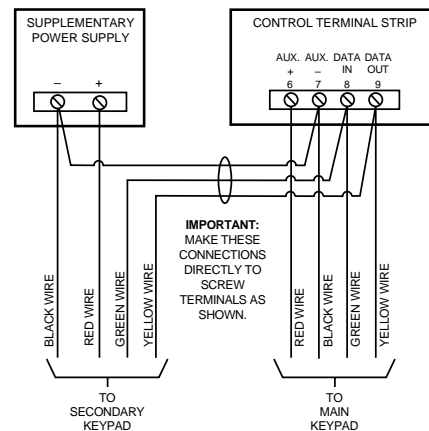 SUPPLEMENTARY
POWER SUPPLY
– +
CONTROL TERMINAL STRIP
AUX. AUX. DATA DATA
+ – IN OUT
6 7 8 9
IMPORTANT:
MAKE THESE
CONNECTIONS
DIRECTLY TO
SCREW
TERMINALS AS
SHOWN.
BLACK WIRE
RED WIRE
GREEN WIRE
YELLOW WIRE
RED WIRE
BLACK WIRE
GREEN WIRE
YELLOW WIRE
TO
SECONDARY
KEYPAD
TO
MAIN
KEYPAD